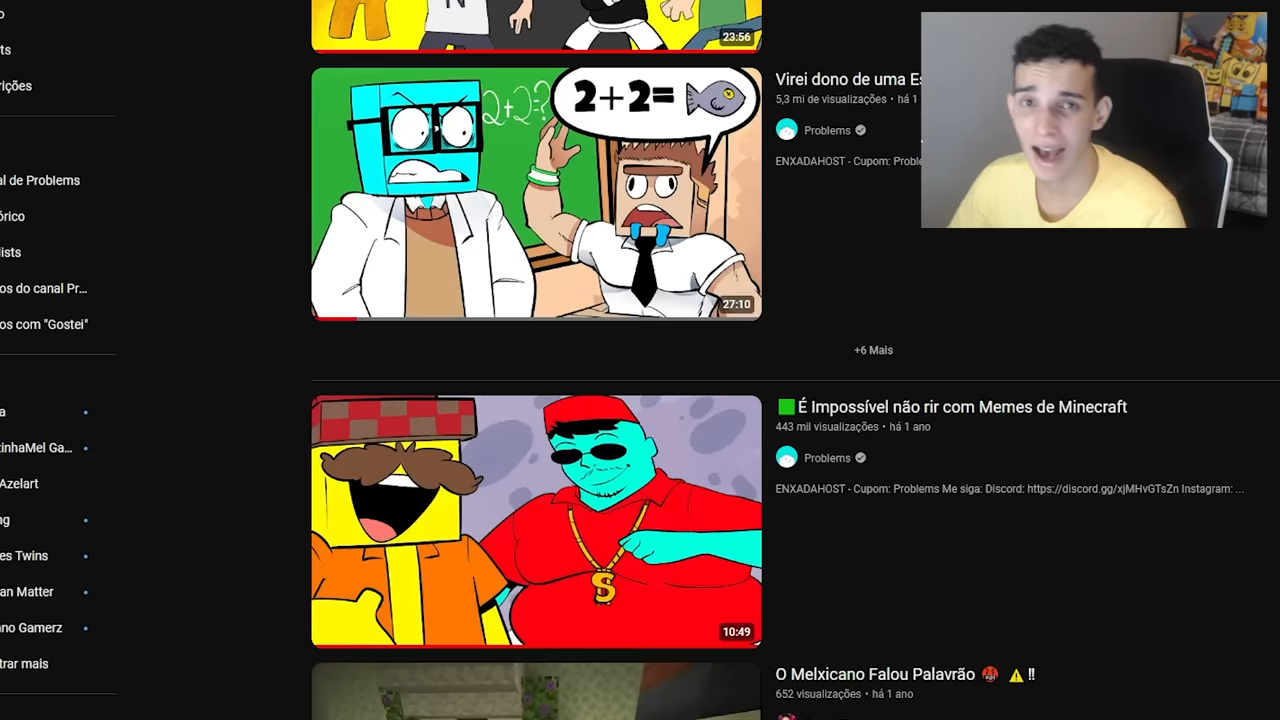 N
23:56
ts
rições
al de Problems
órico
lists
os do canal Pr...
os com "Gostei"
a
tinhaMel Ga...
Azelart
ng
es Twins
an Matter
ano Gamerz
trar mais
2+2=?
2+2=
27:10
Virei dono de uma Es
5,3 mi de visualizações • há 1
Problems
ENXADAHOST - Cupom: Proble
+6 Mais
$
10:49
É Impossível não rir com Memes de Minecraft
443 mil visualizações • há 1 ano
Problems
ENXADAHOST - Cupom: Problems Me siga: Discord: https://discord.gg/xjMHvGTsZn Instagram: ...
O Melxicano Falou Palavrão 🤬 ⚠️ ‼
652 visualizações • há 1 ano